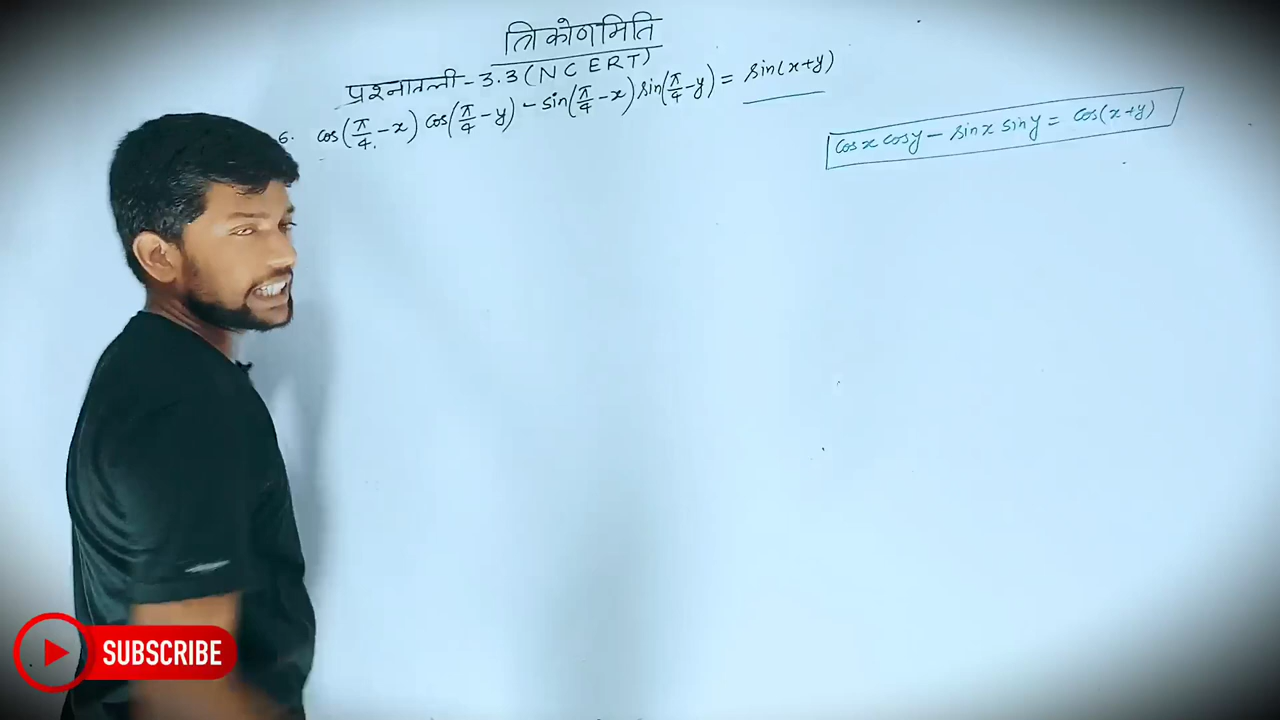 त्रिकोणमिति
प्रश्नावली - 3.3 (NCERT)
6. cos(π/4 - x) cos(π/4 - y) - sin(π/4 - x) sin(π/4 - y) = sin(x+y)
cos x cos y - sin x sin y = cos(x+y)
SUBSCRIBE